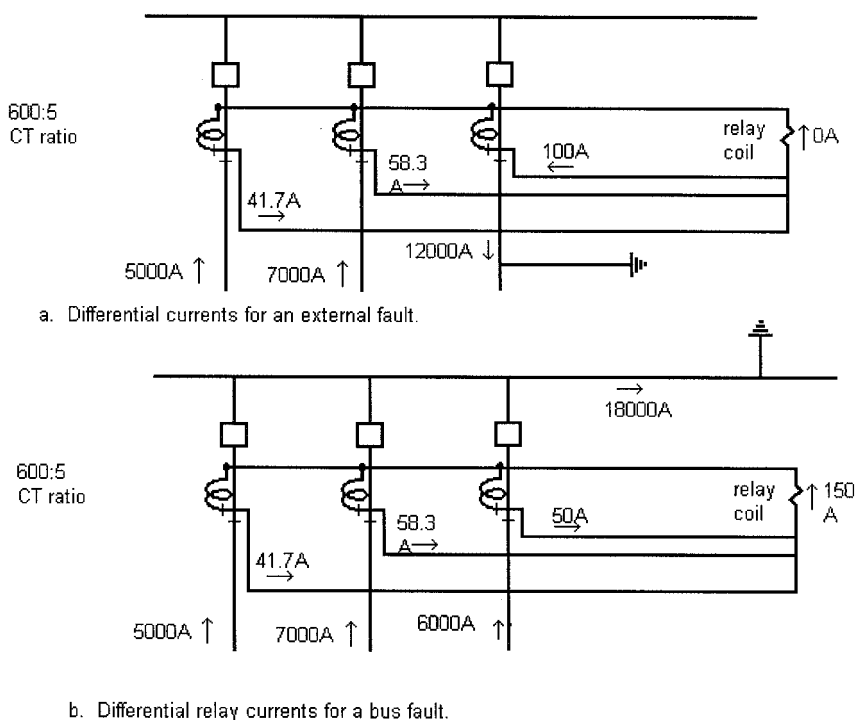 600:5
CT ratio
relay
coil
0A
100A
58.3
A
41.7A
12000A
5000A
7000A
a. Differential currents for an external fault.
18000A
600:5
CT ratio
relay
coil
150
A
50A
58.3
A
41.7A
5000A
7000A
6000A
b. Differential relay currents for a bus fault.